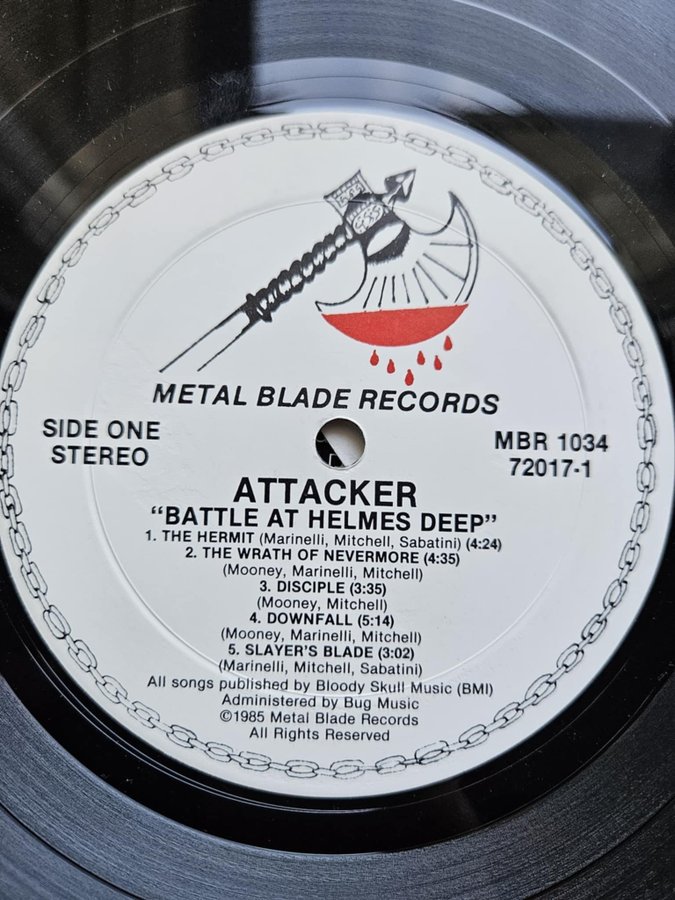 METAL BLADE RECORDS
SIDE ONE
STEREO
MBR 1034
72017-1
ATTACKER
“BATTLE AT HELMES DEEP”
1. THE HERMIT (Marinelli, Mitchell, Sabatini) (4:24)
2. THE WRATH OF NEVERMORE (4:35)
(Mooney, Marinelli, Mitchell)
3. DISCIPLE (3:35)
(Mooney, Mitchell)
4. DOWNFALL (5:14)
(Mooney, Marinelli, Mitchell)
5. SLAYER'S BLADE (3:02)
(Marinelli, Mitchell, Sabatini)
All songs published by Bloody Skull Music (BMI)
Administered by Bug Music
©1985 Metal Blade Records
All Rights Reserved